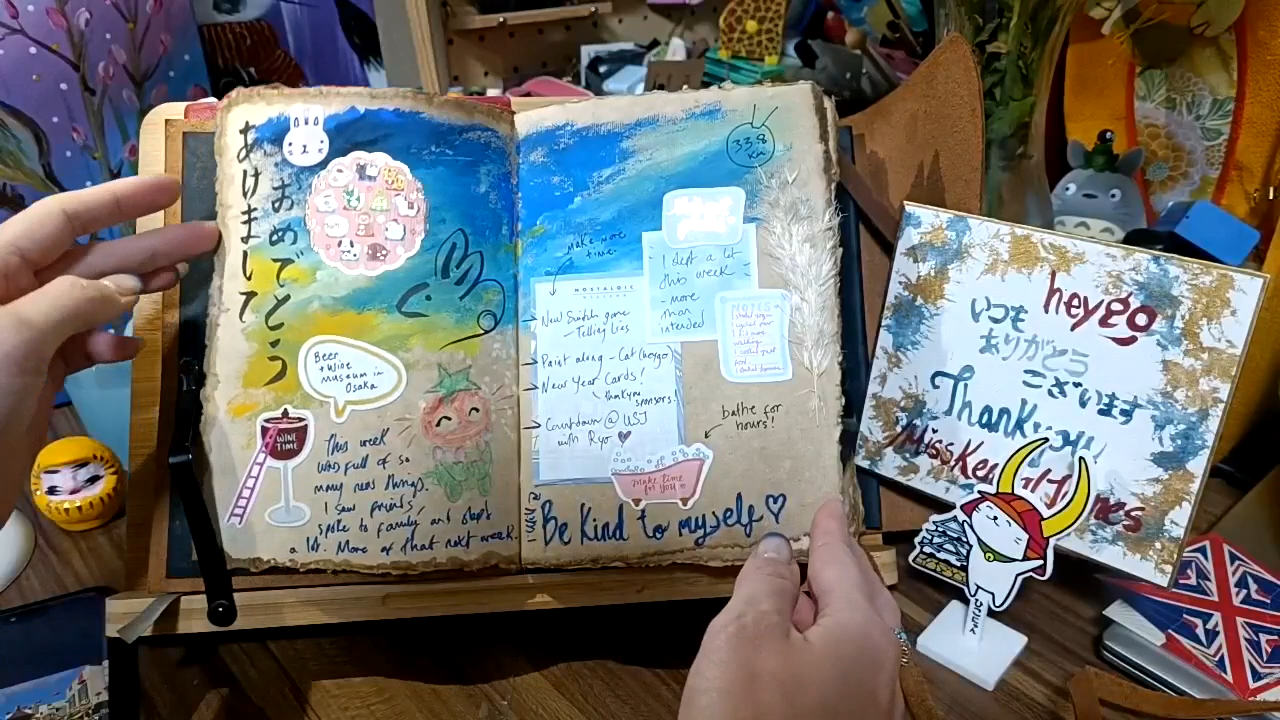 あけまして
おめでとう
Beer
+ Wine
museum in
Osaka
WINE
TIME
This week
was full of so
many new things.
I saw friends,
spoke to family, and slept
a lot. More of that next week.
33.8
km
make more
time
NOSTALGIC
New Switch game
- Telling Lies
Paint along - Cat (heygo)
New Year Cards!
thankyou
sponsors!
Countdown @ USJ
with Ryo
I slept a lot
this week
- more
than
intended
NOTES
bathe for
hours!
make time
for you
Be Kind to myself
heygo
いつも
ありがとう
ございます
Thank you